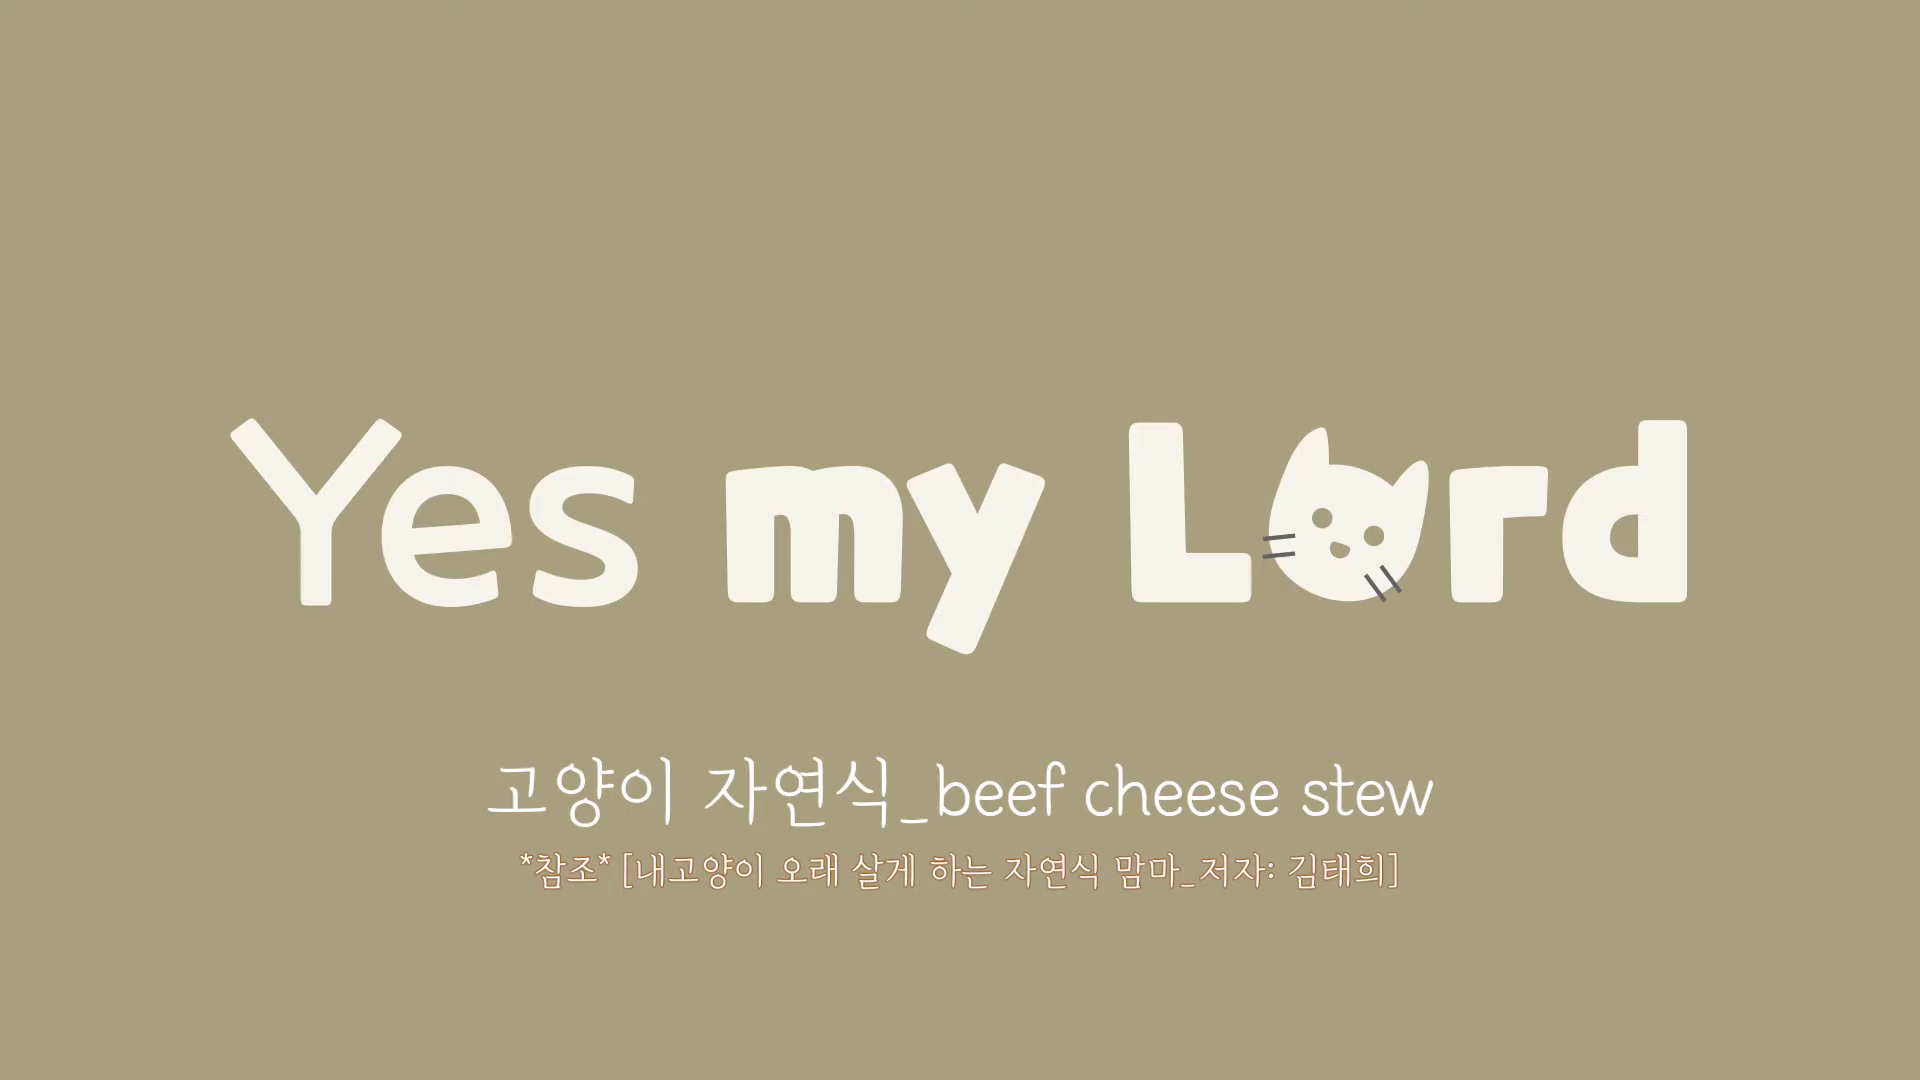 Yes my Lord
고양이 자연식_beef cheese stew
*참조* [내고양이 오래 살게 하는 자연식 맘마_저자: 김태희]